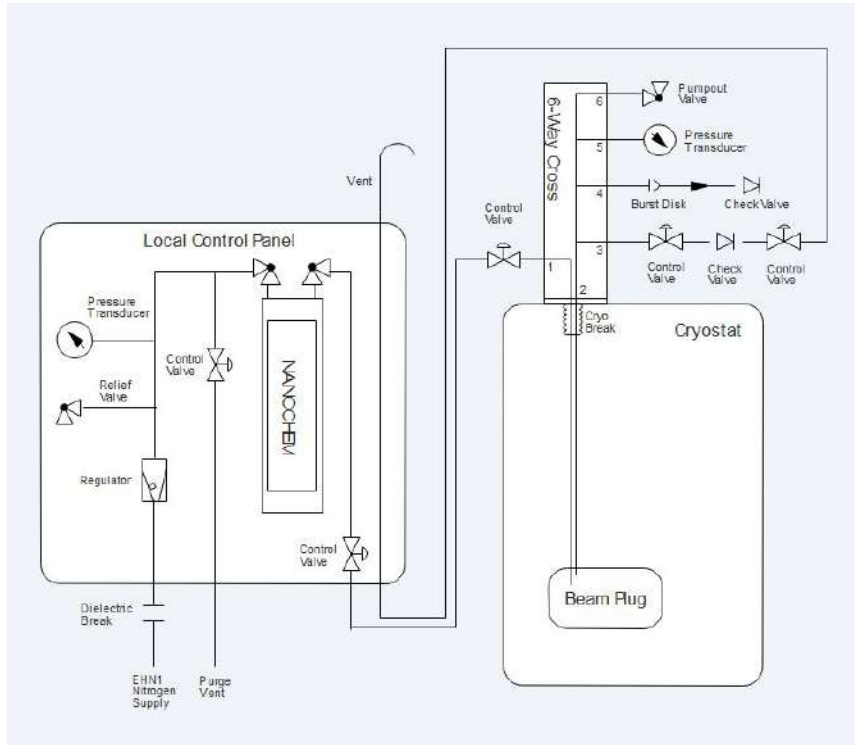 6
Pumpout
Valve
6-Way Cross
5
Pressure
Transducer
Vent
4
Burst Disk
Check Valve
Control
Valve
Local Control Panel
3
1
Control
Valve
Check
Valve
Control
Valve
2
Pressure
Transducer
Cryo
Break
Cryostat
Control
Valve
Relief
Valve
NANOCHEM
Regulator
Control
Valve
Beam Plug
Dielectric
Break
EHN1
Nitrogen
Supply
Purge
Vent